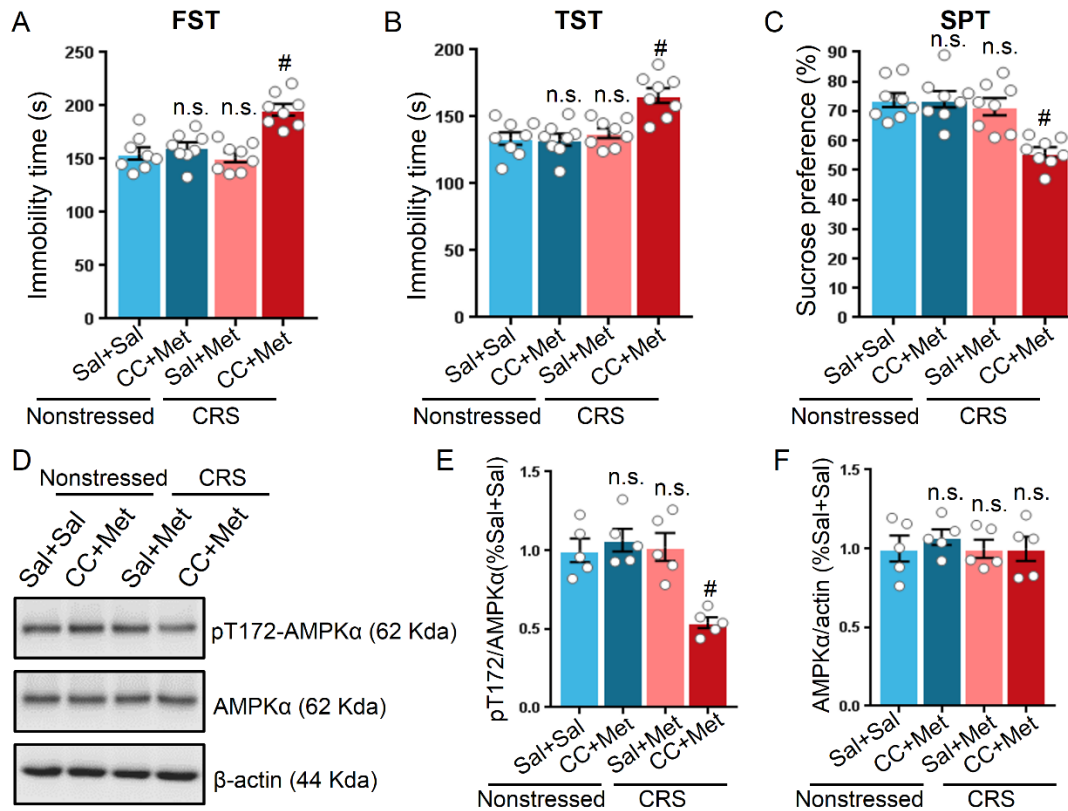 A
FST
Immobility time (s)
250
200
150
100
50
0
n.s.
n.s.
#
Sal+Sal
CC+Met
Sal+Met
CC+Met
Nonstressed
CRS
B
TST
Immobility time (s)
200
150
100
50
0
n.s.
n.s.
#
Sal+Sal
CC+Met
Sal+Met
CC+Met
Nonstressed
CRS
C
SPT
Sucrose preference (%)
90
80
70
60
50
40
30
20
10
0
n.s.
n.s.
#
Sal+Sal
CC+Met
Sal+Met
CC+Met
Nonstressed
CRS
D
Nonstressed
CRS
Sal+Sal
CC+Met
Sal+Met
CC+Met
pT172-AMPKα (62 Kda)
AMPKα (62 Kda)
β-actin (44 Kda)
E
pT172/AMPKα(%Sal+Sal)
1.5
1.0
0.5
0.0
n.s.
n.s.
#
Sal+Sal
CC+Met
Sal+Met
CC+Met
Nonstressed
CRS
F
AMPKα/actin (%Sal+Sal)
1.5
1.0
0.5
0.0
n.s.
n.s.
n.s.
Sal+Sal
CC+Met
Sal+Met
CC+Met
Nonstressed
CRS